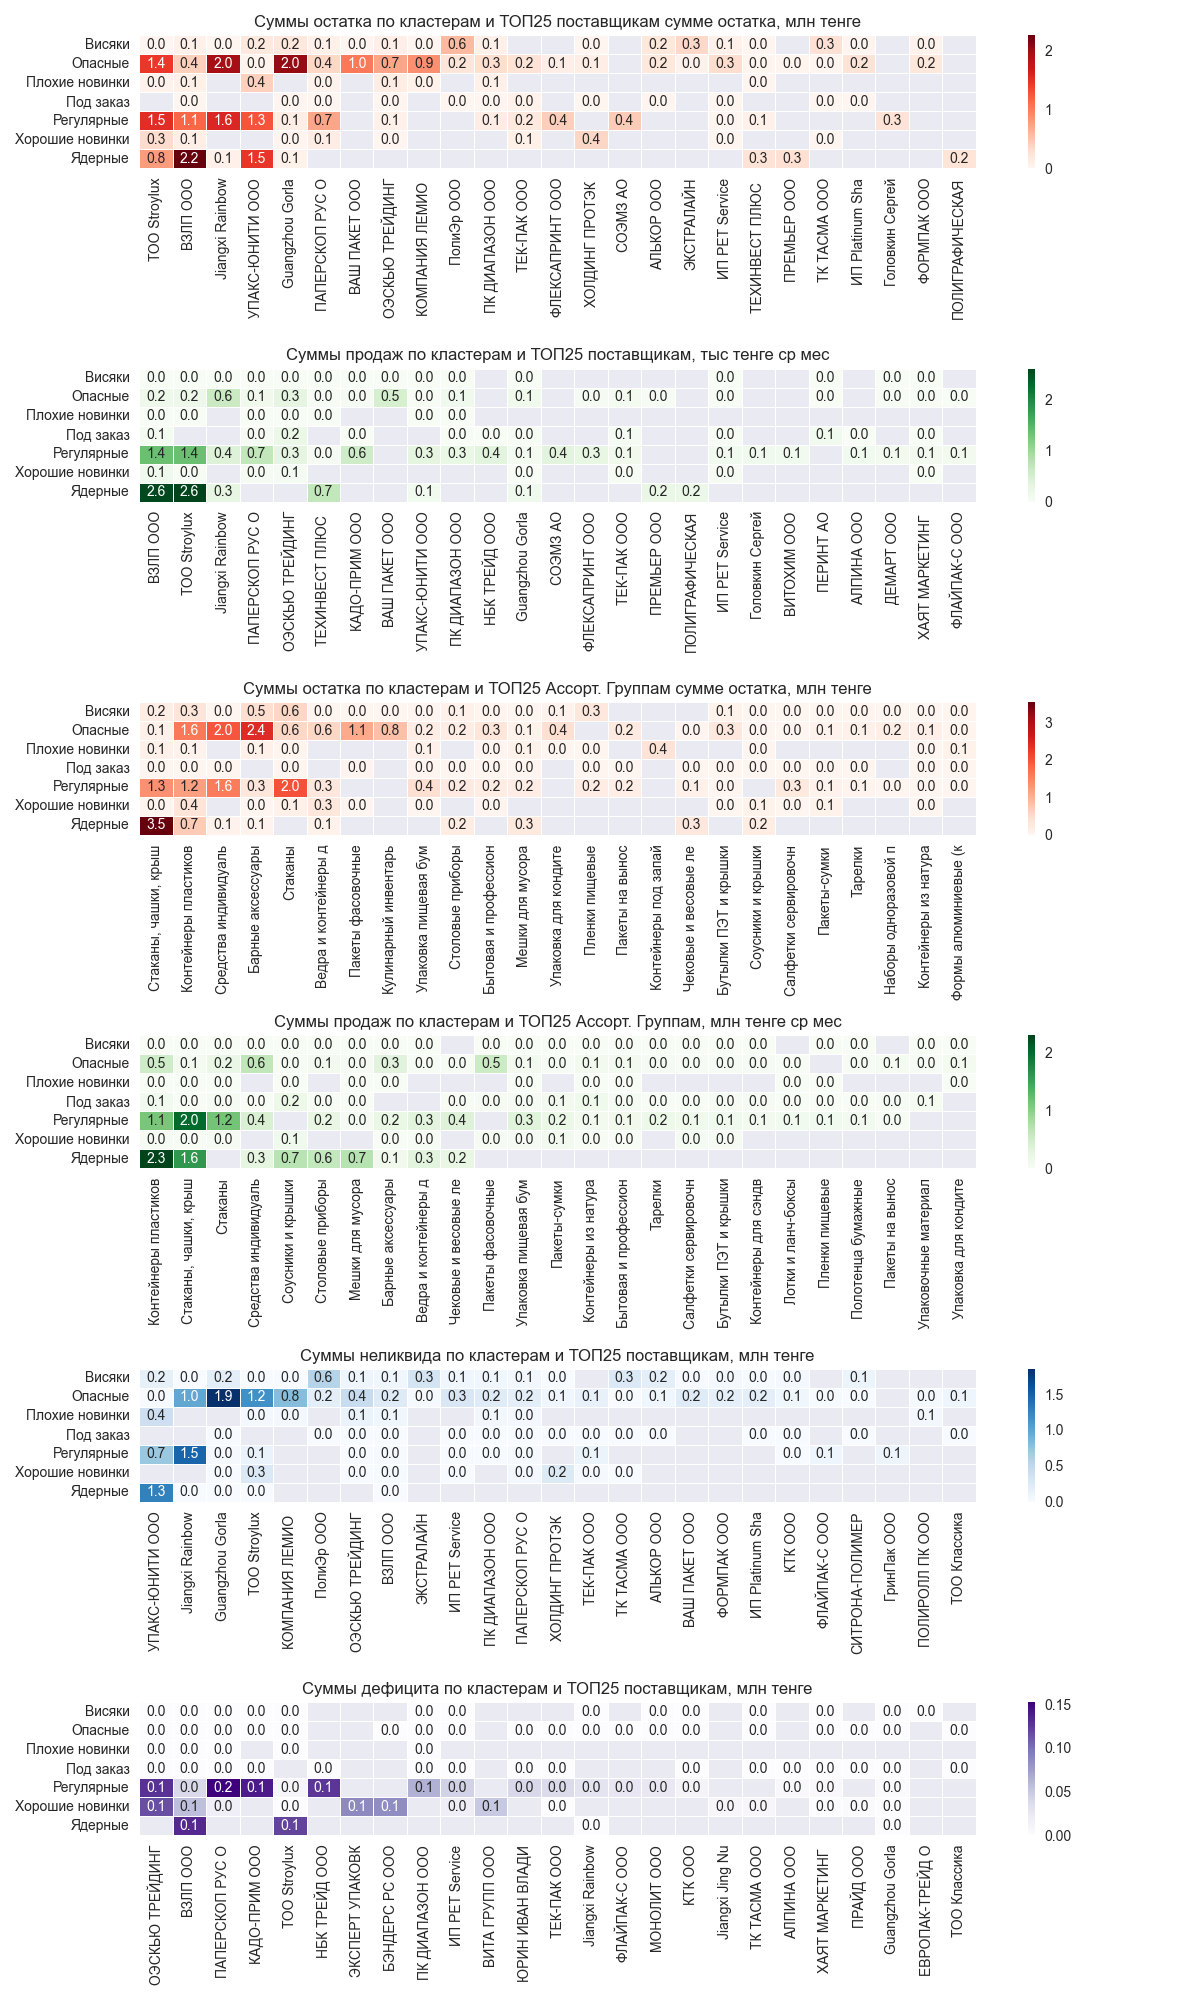 Суммы остатка по кластерам и ТОП25 поставщикам сумме остатка, млн тенге
Висяки 0.0 0.1 0.0 0.2 0.2 0.1 0.0 0.1 0.0 0.6 0.1 0.0 0.2 0.3 0.1 0.0 0.3 0.0 0.0
Опасные 1.4 0.4 2.0 0.0 2.0 0.4 1.0 0.7 0.9 0.2 0.3 0.2 0.1 0.1 0.2 0.0 0.3 0.0 0.0 0.0 0.2 0.2
Плохие новинки 0.0 0.1 0.4 0.0 0.1 0.0 0.1 0.0
Под заказ 0.0 0.0 0.0 0.0 0.0 0.0 0.0 0.0 0.0 0.0 0.0 0.0
Регулярные 1.5 1.1 1.6 1.3 0.1 0.7 0.1 0.1 0.2 0.4 0.4 0.0 0.1 0.3
Хорошие новинки 0.3 0.1 0.0 0.1 0.0 0.1 0.4 0.0 0.0
Ядерные 0.8 2.2 0.1 1.5 0.1 0.3 0.3 0.2
2
1
0
ТОО Stroylux
ВЗЛП ООО
Jiangxi Rainbow
УПАКС-ЮНИТИ ООО
Guangzhou Gorla
ПАПЕРСКОП РУС О
ВАШ ПАКЕТ ООО
ОЭСКЬЮ ТРЕЙДИНГ
КОМПАНИЯ ЛЕМИО
ПолиЭр ООО
ПК ДИАПАЗОН ООО
ТЕК-ПАК ООО
ФЛЕКСАПРИНТ ООО
ХОЛДИНГ ПРОТЭК
СОЭМЗ АО
АЛЬКОР ООО
ЭКСТРАЛАЙН
ИП РЕТ Service
ТЕХИНВЕСТ ПЛЮС
ПРЕМЬЕР ООО
ТК ТАСМА ООО
ИП Platinum Sha
Головкин Сергей
ФОРМПАК ООО
ПОЛИГРАФИЧЕСКАЯ
Суммы продаж по кластерам и ТОП25 поставщикам, тыс тенге ср мес
Висяки 0.0 0.0 0.0 0.0 0.0 0.0 0.0 0.0 0.0 0.0 0.0 0.0 0.0 0.0 0.0
Опасные 0.2 0.2 0.6 0.1 0.3 0.0 0.0 0.5 0.0 0.1 0.1 0.0 0.1 0.0 0.0 0.0 0.0 0.0 0.0
Плохие новинки 0.0 0.0 0.0 0.0 0.0 0.0 0.0
Под заказ 0.1 0.0 0.2 0.0 0.0 0.0 0.0 0.1 0.0 0.1 0.0 0.0
Регулярные 1.4 1.4 0.4 0.7 0.3 0.0 0.6 0.3 0.3 0.4 0.1 0.4 0.3 0.1 0.1 0.1 0.1 0.1 0.1 0.1 0.1
Хорошие новинки 0.1 0.0 0.0 0.1 0.0 0.0 0.0 0.0
Ядерные 2.6 2.6 0.3 0.7 0.1 0.1 0.2 0.2
2
1
0
ВЗЛП ООО
ТОО Stroylux
Jiangxi Rainbow
ПАПЕРСКОП РУС О
ОЭСКЬЮ ТРЕЙДИНГ
ТЕХИНВЕСТ ПЛЮС
КАДО-ПРИМ ООО
ВАШ ПАКЕТ ООО
УПАКС-ЮНИТИ ООО
ПК ДИАПАЗОН ООО
НБК ТРЕЙД ООО
Guangzhou Gorla
СОЭМЗ АО
ФЛЕКСАПРИНТ ООО
ТЕК-ПАК ООО
ПРЕМЬЕР ООО
ПОЛИГРАФИЧЕСКАЯ
ИП РЕТ Service
Головкин Сергей
ВИТОХИМ ООО
ПЕРИНТ АО
АЛПИНА ООО
ДЕМАРТ ООО
ХАЯТ МАРКЕТИНГ
ФЛАЙПАК-С ООО
Суммы остатка по кластерам и ТОП25 Ассорт. Группам сумме остатка, млн тенге
Висяки 0.2 0.3 0.0 0.5 0.6 0.0 0.0 0.0 0.0 0.1 0.0 0.0 0.1 0.3 0.1 0.0 0.0 0.0 0.0 0.0 0.0 0.0
Опасные 0.1 1.6 2.0 2.4 0.6 0.6 1.1 0.8 0.2 0.2 0.3 0.1 0.4 0.2 0.0 0.3 0.0 0.0 0.1 0.1 0.2 0.1 0.0
Плохие новинки 0.1 0.1 0.1 0.0 0.1 0.0 0.1 0.0 0.0 0.4 0.0 0.0 0.1
Под заказ 0.0 0.0 0.0 0.0 0.0 0.0 0.0 0.0 0.0 0.0 0.0 0.0 0.0 0.0 0.0 0.0 0.0 0.0 0.0
Регулярные 1.3 1.2 1.6 0.3 2.0 0.3 0.4 0.2 0.2 0.2 0.2 0.2 0.1 0.0 0.3 0.1 0.1 0.0 0.0 0.0
Хорошие новинки 0.0 0.4 0.0 0.1 0.3 0.0 0.0 0.0 0.0 0.1 0.0 0.1 0.0
Ядерные 3.5 0.7 0.1 0.1 0.1 0.2 0.3 0.3 0.2
3
2
1
0
Стаканы, чашки, крыш
Контейнеры пластиков
Средства индивидуаль
Барные аксессуары
Стаканы
Ведра и контейнеры д
Пакеты фасовочные
Кулинарный инвентарь
Упаковка пищевая бум
Столовые приборы
Бытовая и профессион
Мешки для мусора
Упаковка для кондите
Пленки пищевые
Пакеты на вынос
Контейнеры под запай
Чековые и весовые ле
Бутылки ПЭТ и крышки
Соусники и крышки
Салфетки сервировочн
Пакеты-сумки
Тарелки
Наборы одноразовой п
Контейнеры из натура
Формы алюминиевые (к
Суммы продаж по кластерам и ТОП25 Ассорт. Группам, млн тенге ср мес
Висяки 0.0 0.0 0.0 0.0 0.0 0.0 0.0 0.0 0.0 0.0 0.0 0.0 0.0 0.0 0.0 0.0 0.0 0.0 0.0 0.0 0.0 0.0
Опасные 0.5 0.1 0.2 0.6 0.0 0.1 0.0 0.3 0.0 0.0 0.5 0.1 0.0 0.1 0.1 0.0 0.0 0.0 0.0 0.0 0.0 0.1 0.0 0.1
Плохие новинки 0.0 0.0 0.0 0.0 0.0 0.0 0.0 0.0 0.0 0.0 0.0 0.0
Под заказ 0.1 0.0 0.0 0.0 0.2 0.0 0.0 0.0 0.0 0.0 0.1 0.1 0.0 0.0 0.0 0.0 0.0 0.0 0.0 0.0 0.0 0.1 0.0
Регулярные 1.1 2.0 1.2 0.4 0.2 0.0 0.2 0.3 0.4 0.3 0.2 0.1 0.1 0.2 0.1 0.1 0.1 0.1 0.1 0.1 0.0
Хорошие новинки 0.0 0.0 0.0 0.1 0.0 0.0 0.0 0.0 0.1 0.0 0.0 0.0 0.0
Ядерные 2.3 1.6 0.3 0.7 0.6 0.7 0.1 0.3 0.2
2
1
0
Контейнеры пластиков
Стаканы, чашки, крыш
Стаканы
Средства индивидуаль
Соусники и крышки
Столовые приборы
Мешки для мусора
Барные аксессуары
Ведра и контейнеры д
Чековые и весовые ле
Пакеты фасовочные
Упаковка пищевая бум
Пакеты-сумки
Контейнеры из натура
Бытовая и профессион
Тарелки
Салфетки сервировочн
Бутылки ПЭТ и крышки
Контейнеры для сэндв
Лотки и ланч-боксы
Пленки пищевые
Полотенца бумажные
Пакеты на вынос
Упаковочные материал
Упаковка для кондите
Суммы неликвида по кластерам и ТОП25 поставщикам, млн тенге
Висяки 0.2 0.0 0.2 0.0 0.0 0.6 0.1 0.1 0.3 0.1 0.1 0.1 0.0 0.3 0.2 0.0 0.0 0.0 0.0 0.1
Опасные 0.0 1.0 1.9 1.2 0.8 0.2 0.4 0.2 0.0 0.3 0.2 0.2 0.1 0.1 0.0 0.1 0.2 0.2 0.2 0.1 0.0 0.0 0.0 0.1
Плохие новинки 0.4 0.0 0.0 0.1 0.1 0.1 0.0 0.1
Под заказ 0.0 0.0 0.0 0.0 0.0 0.0 0.0 0.0 0.0 0.0 0.0 0.0 0.0 0.0 0.0
Регулярные 0.7 1.5 0.0 0.1 0.0 0.0 0.0 0.0 0.0 0.1 0.0 0.1 0.1
Хорошие новинки 0.0 0.3 0.0 0.0 0.0 0.0 0.2 0.0 0.0
Ядерные 1.3 0.0 0.0 0.0 0.0
1.5
1.0
0.5
0.0
УПАКС-ЮНИТИ ООО
Jiangxi Rainbow
Guangzhou Gorla
ТОО Stroylux
КОМПАНИЯ ЛЕМИО
ПолиЭр ООО
ОЭСКЬЮ ТРЕЙДИНГ
ВЗЛП ООО
ЭКСТРАЛАЙН
ИП РЕТ Service
ПК ДИАПАЗОН ООО
ПАПЕРСКОП РУС О
ХОЛДИНГ ПРОТЭК
ТЕК-ПАК ООО
ТК ТАСМА ООО
АЛЬКОР ООО
ВАШ ПАКЕТ ООО
ФОРМПАК ООО
ИП Platinum Sha
КТК ООО
ФЛАЙПАК-С ООО
СИТРОНА-ПОЛИМЕР
ГринПак ООО
ПОЛИРОЛЛ ПК ООО
ТОО Классика
Суммы дефицита по кластерам и ТОП25 поставщикам, млн тенге
Висяки 0.0 0.0 0.0 0.0 0.0 0.0 0.0 0.0 0.0 0.0 0.0 0.0
Опасные 0.0 0.0 0.0 0.0 0.0 0.0 0.0 0.0 0.0 0.0 0.0 0.0 0.0 0.0 0.0 0.0 0.0 0.0 0.0
Плохие новинки 0.0 0.0 0.0 0.0 0.0
Под заказ 0.0 0.0 0.0 0.0 0.0 0.0 0.0 0.0 0.0 0.0 0.0 0.0 0.0 0.0 0.0
Регулярные 0.1 0.0 0.2 0.1 0.0 0.1 0.1 0.0 0.0 0.0 0.0 0.0 0.0 0.0 0.0 0.0 0.0
Хорошие новинки 0.1 0.1 0.0 0.0 0.1 0.1 0.0 0.1 0.0 0.0 0.0 0.0 0.0 0.0
Ядерные 0.1 0.1 0.0 0.0
0.15
0.10
0.05
0.00
ОЭСКЬЮ ТРЕЙДИНГ
ВЗЛП ООО
ПАПЕРСКОП РУС О
КАДО-ПРИМ ООО
ТОО Stroylux
НБК ТРЕЙД ООО
ЭКСПЕРТ УПАКОВК
БЭНДЕРС РС ООО
ПК ДИАПАЗОН ООО
ИП РЕТ Service
ВИТА ГРУПП ООО
ЮРИН ИВАН ВЛАДИ
ТЕК-ПАК ООО
Jiangxi Rainbow
ФЛАЙПАК-С ООО
МОНОЛИТ ООО
КТК ООО
Jiangxi Jing Nu
ТК ТАСМА ООО
АЛПИНА ООО
ХАЯТ МАРКЕТИНГ
ПРАЙД ООО
Guangzhou Gorla
ЕВРОПАК-ТРЕЙД О
ТОО Классика